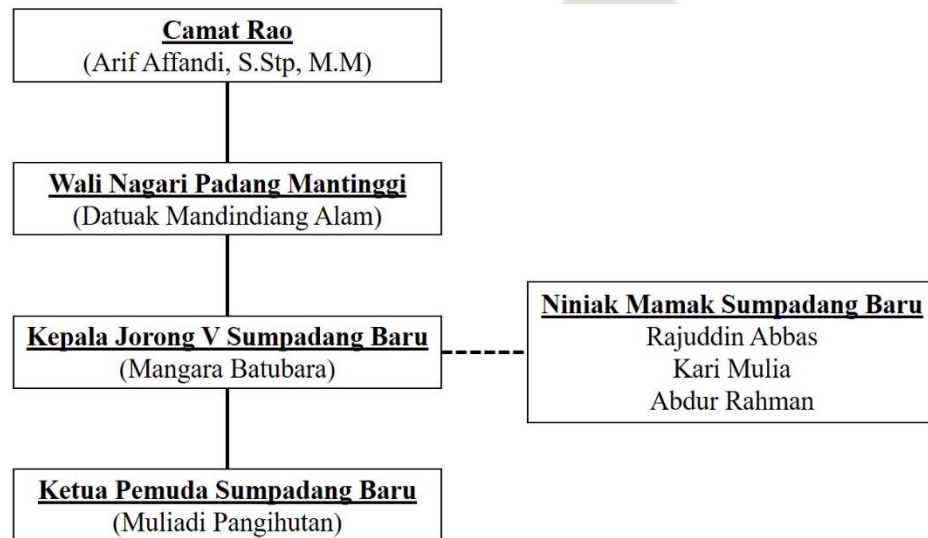 Camat Rao
(Arif Affandi, S.Stp, M.M)
Wali Nagari Padang Mantinggi
(Datuak Mandindiang Alam)
Kepala Jorong V Sumpadang Baru
(Mangara Batubara)
Niniak Mamak Sumpadang Baru
Rajuddin Abbas
Kari Mulia
Abdur Rahman
Ketua Pemuda Sumpadang Baru
(Muliadi Pangihutan)